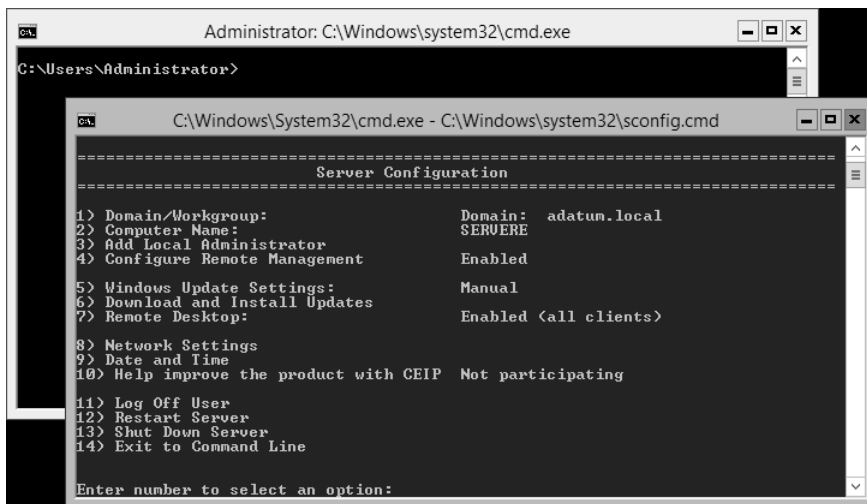 Administrator: C:\Windows\system32\cmd.exe
C:\Users\Administrator>
C:\Windows\System32\cmd.exe - C:\Windows\system32\sconfig.cmd
===============================================================================
Server Configuration
===============================================================================
1) Domain/Workgroup: Domain: adatum.local
2) Computer Name: SERVERE
3) Add Local Administrator
4) Configure Remote Management Enabled
5) Windows Update Settings: Manual
6) Download and Install Updates
7) Remote Desktop: Enabled (all clients)
8) Network Settings
9) Date and Time
10) Help improve the product with CEIP Not participating
11) Log Off User
12) Restart Server
13) Shut Down Server
14) Exit to Command Line
Enter number to select an option: